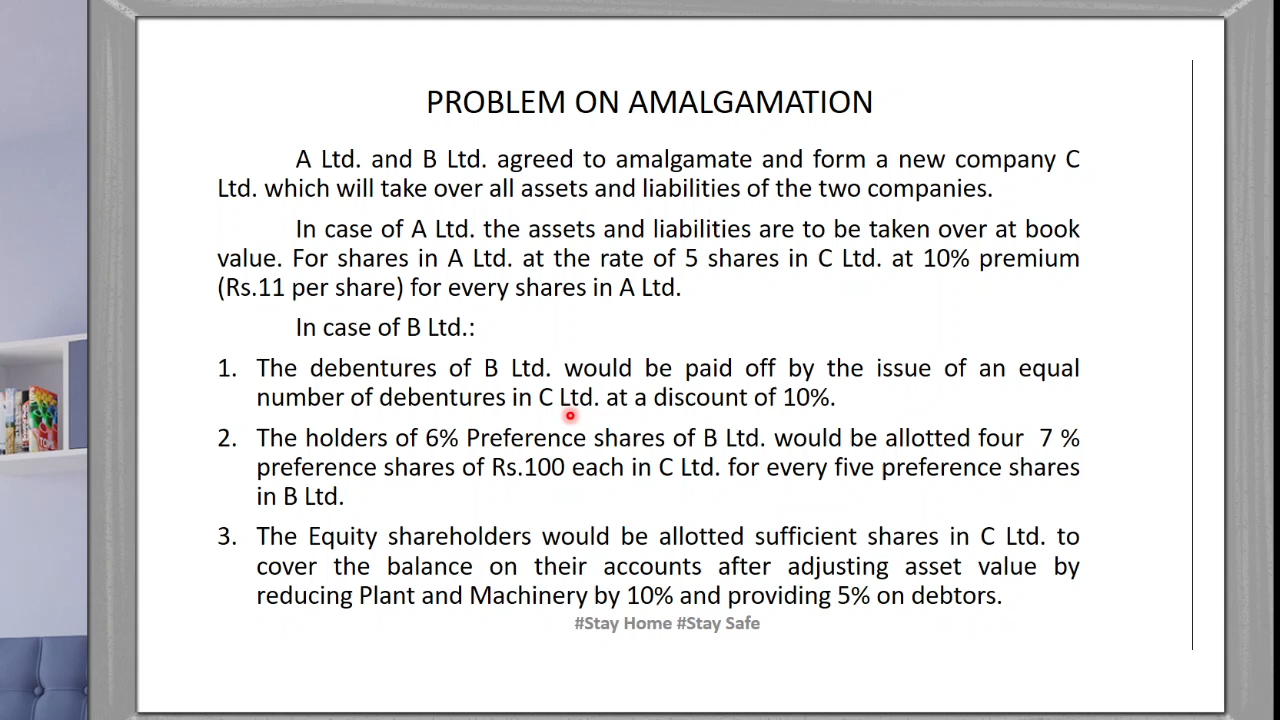 PROBLEM ON AMALGAMATION
A Ltd. and B Ltd. agreed to amalgamate and form a new company C
Ltd. which will take over all assets and liabilities of the two companies.
In case of A Ltd. the assets and liabilities are to be taken over at book
value. For shares in A Ltd. at the rate of 5 shares in C Ltd. at 10% premium
(Rs.11 per share) for every shares in A Ltd.
In case of B Ltd.:
1. The debentures of B Ltd. would be paid off by the issue of an equal
number of debentures in C Ltd. at a discount of 10%.
2. The holders of 6% Preference shares of B Ltd. would be allotted four 7 %
preference shares of Rs.100 each in C Ltd. for every five preference shares
in B Ltd.
3. The Equity shareholders would be allotted sufficient shares in C Ltd. to
cover the balance on their accounts after adjusting asset value by
reducing Plant and Machinery by 10% and providing 5% on debtors.
#Stay Home #Stay Safe